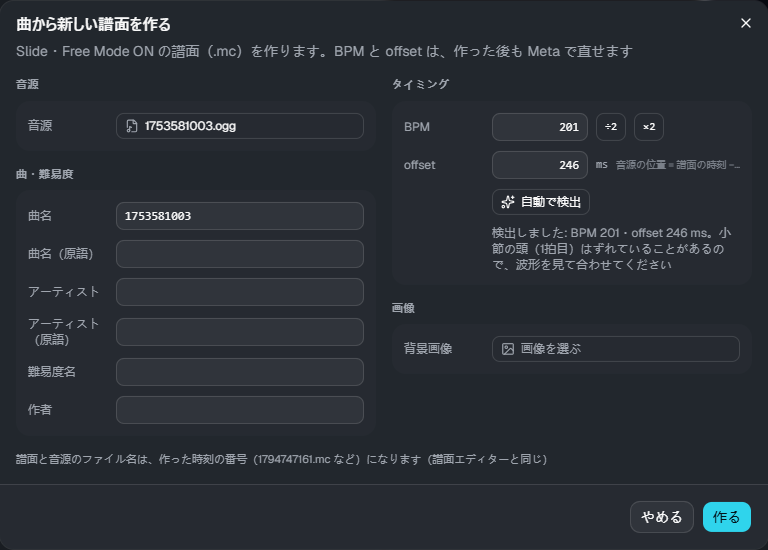 曲から新しい譜面を作る
Slide・Free Mode ON の譜面（.mc）を作ります。BPM と offset は、作った後も Meta で直せます
音源
音源
1753581003.ogg
曲・難易度
曲名
1753581003
曲名（原語）
アーティスト
アーティスト
（原語）
難易度名
作者
タイミング
BPM
201
÷2
×2
offset
246
ms
音源の位置 = 譜面の時刻 −...
自動で検出
検出しました: BPM 201・offset 246 ms。小
節の頭（1拍目）はずれていることがあるの
で、波形を見て合わせてください
画像
背景画像
画像を選ぶ
譜面と音源のファイル名は、作った時刻の番号（1794747161.mc など）になります（譜面エディターと同じ）
やめる
作る